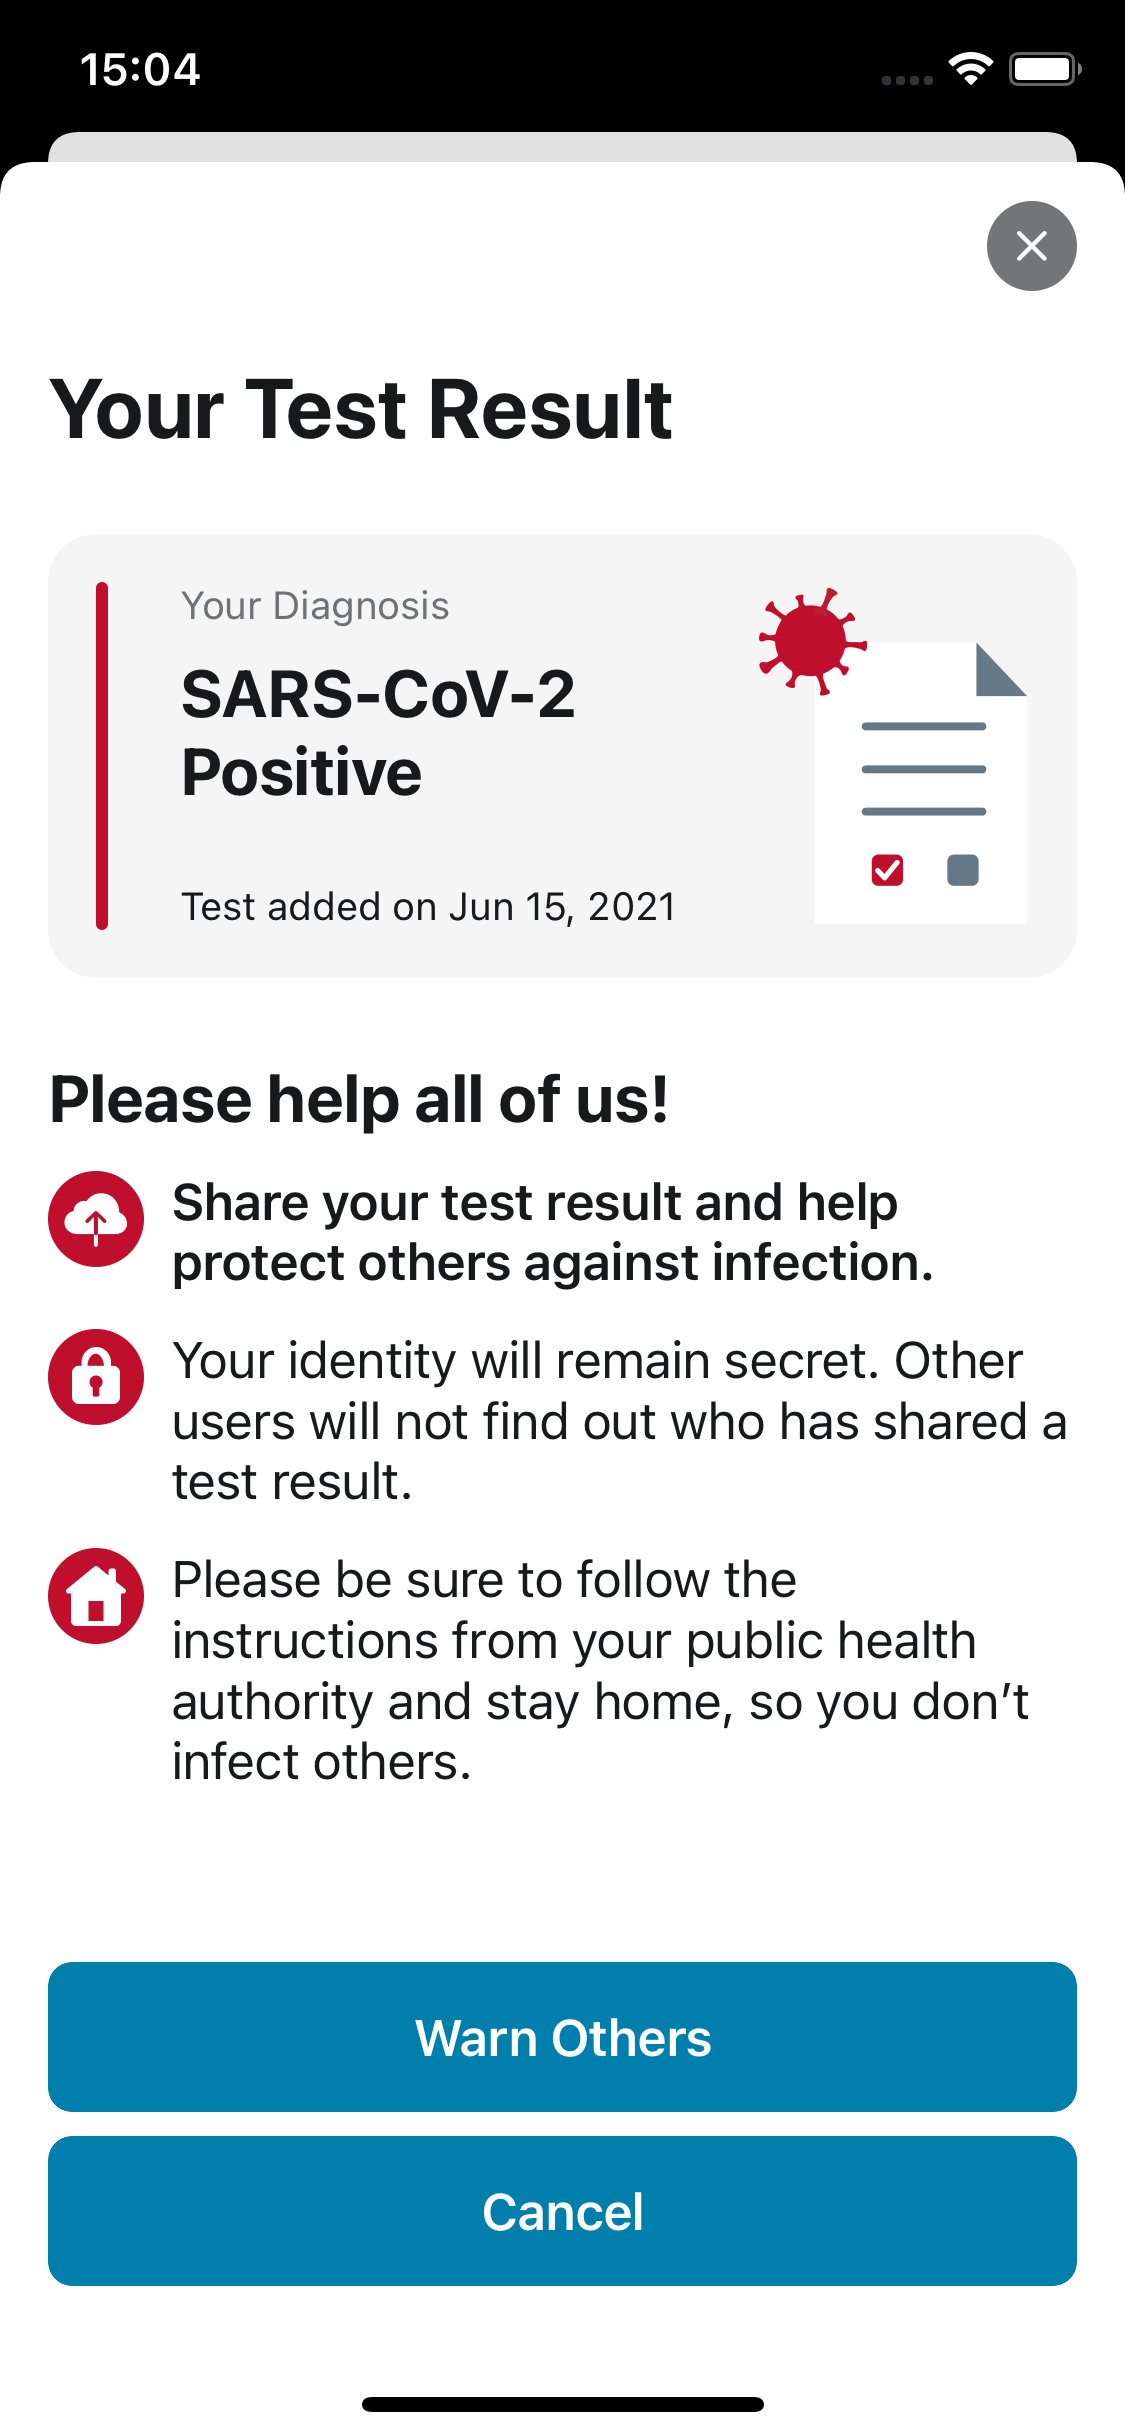 15:04
Your Test Result
Your Diagnosis
SARS-CoV-2
Positive
Test added on Jun 15, 2021
Please help all of us!
Share your test result and help
protect others against infection.
Your identity will remain secret. Other
users will not find out who has shared a
test result.
Please be sure to follow the
instructions from your public health
authority and stay home, so you don’t
infect others.
Warn Others
Cancel